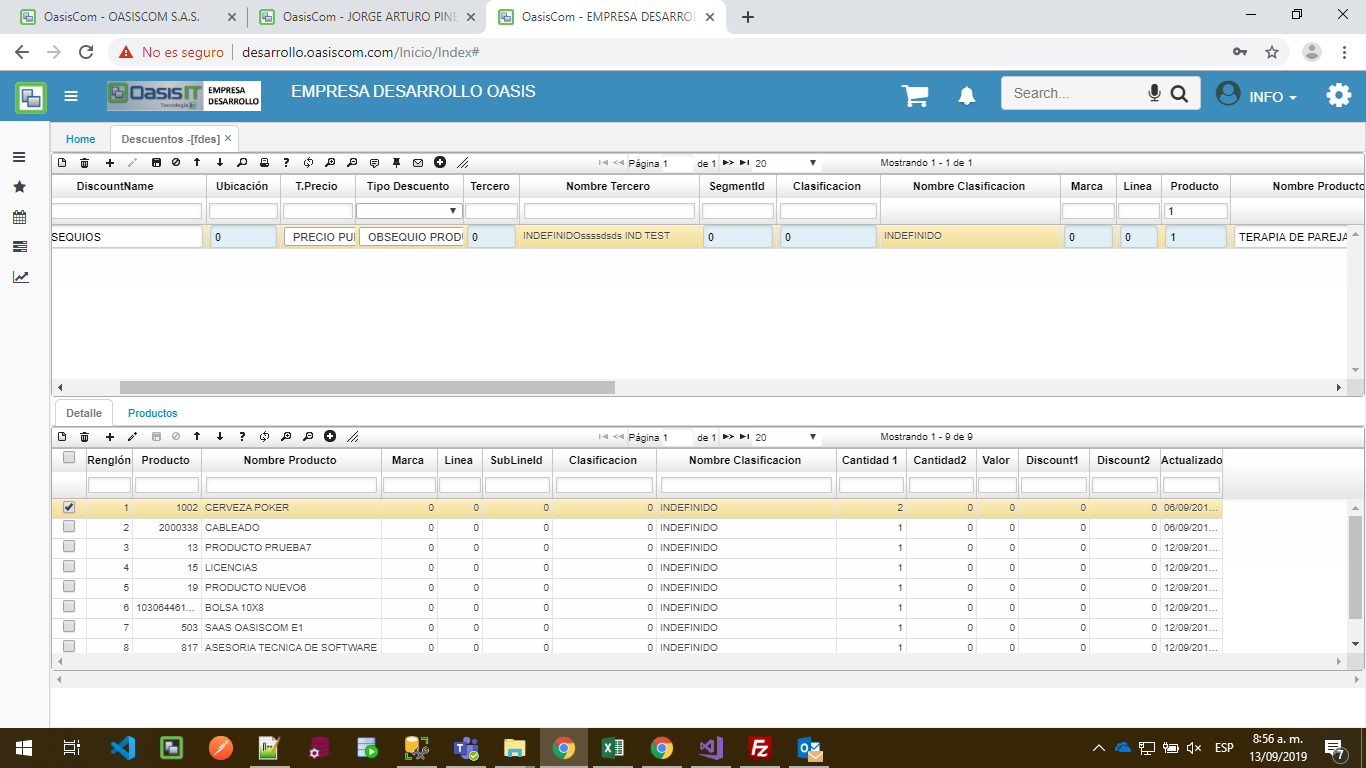 OasisCom - OASISCOM S.A.S.
OasisCom - JORGE ARTURO PINE
OasisCom - EMPRESA DESARROL
No es seguro
desarrollo.oasiscom.com/Inicio/Index#
OasisIT
EMPRESA
DESARROLLO
EMPRESA DESARROLLO OASIS
Search...
INFO
Home
Descuentos -[fdes]
Página 1 de 1 20 Mostrando 1 - 1 de 1
DiscountName Ubicación T.Precio Tipo Descuento Tercero Nombre Tercero SegmentId Clasificacion Nombre Clasificacion Marca Linea Producto Nombre Producto
1
SEQUIOS 0 PRECIO PU OBSEQUIO PROD 0 INDEFINIDOssssdsds IND TEST 0 0 INDEFINIDO 0 0 1 TERAPIA DE PAREJA
Detalle Productos
Página 1 de 1 20 Mostrando 1 - 9 de 9
Renglón Producto Nombre Producto Marca Linea SubLineId Clasificacion Nombre Clasificacion Cantidad 1 Cantidad2 Valor Discount1 Discount2 Actualizado
1 1002 CERVEZA POKER 0 0 0 0 INDEFINIDO 2 0 0 0 0 06/09/201...
2 2000338 CABLEADO 0 0 0 0 INDEFINIDO 1 0 0 0 0 06/09/201...
3 13 PRODUCTO PRUEBA7 0 0 0 0 INDEFINIDO 1 0 0 0 0 12/09/201...
4 15 LICENCIAS 0 0 0 0 INDEFINIDO 1 0 0 0 0 12/09/201...
5 19 PRODUCTO NUEVO6 0 0 0 0 INDEFINIDO 1 0 0 0 0 12/09/201...
6 103064461... BOLSA 10X8 0 0 0 0 INDEFINIDO 1 0 0 0 0 12/09/201...
7 503 SAAS OASISCOM E1 0 0 0 0 INDEFINIDO 1 0 0 0 0 12/09/201...
8 817 ASESORIA TECNICA DE SOFTWARE 0 0 0 0 INDEFINIDO 1 0 0 0 0 12/09/201...
ESP
8:56 a. m.
13/09/2019
7